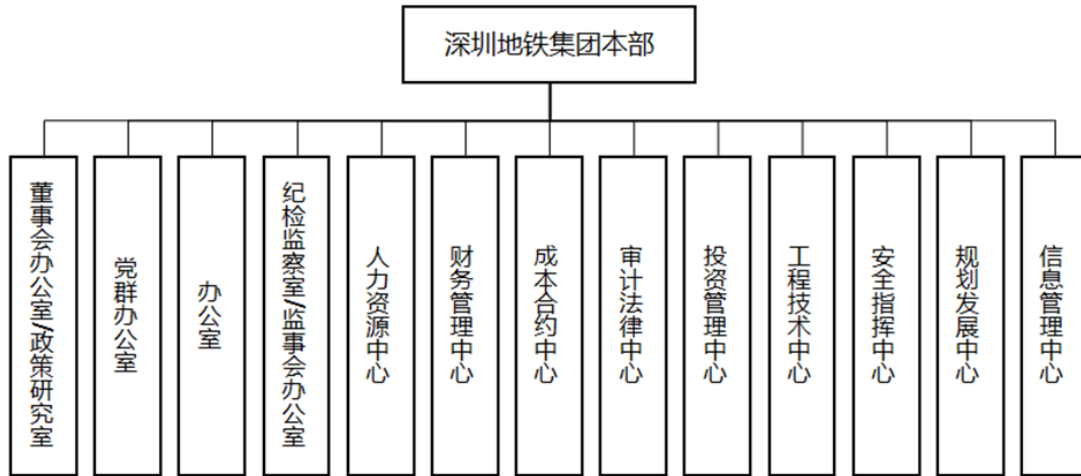 深圳地铁集团本部
董事会办公室/政策研究室
党群办公室
办公室
纪检监察室/监事会办公室
人力资源中心
财务管理中心
成本合约中心
审计法律中心
投资管理中心
工程技术中心
安全指挥中心
规划发展中心
信息管理中心